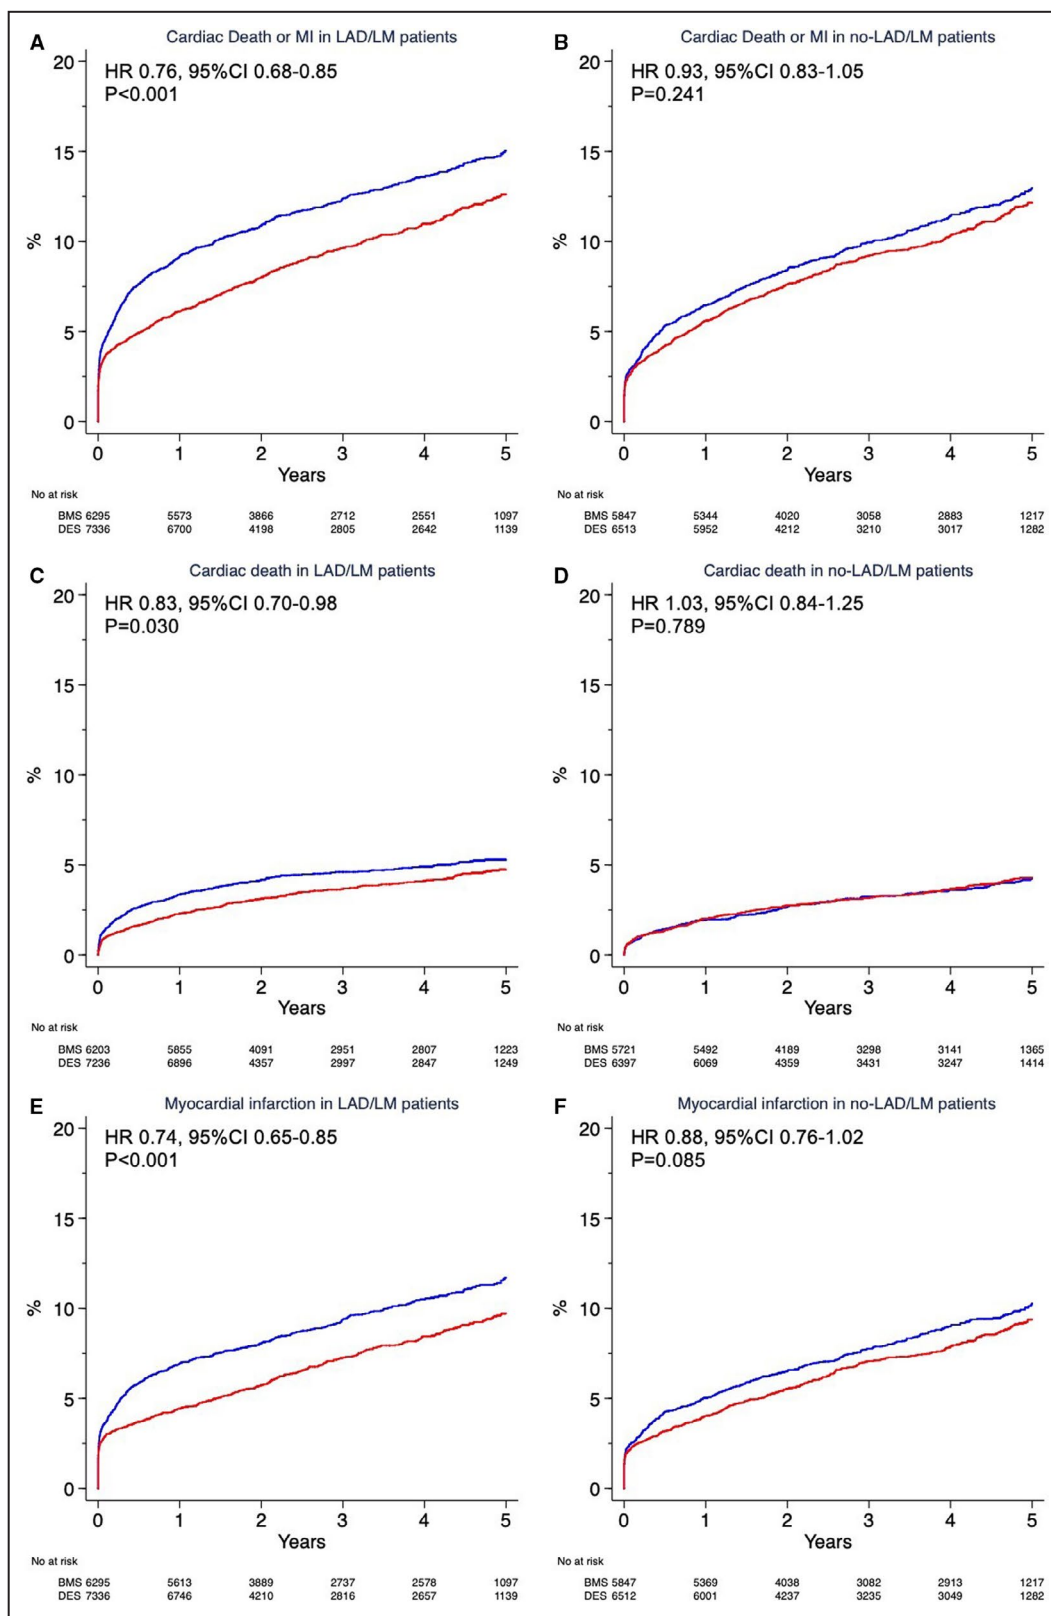 A Cardiac Death or MI in LAD/LM patients
HR 0.76, 95%CI 0.68-0.85
P<0.001
20
15
10
5
0
%
0 1 2 3 4 5
Years
No at risk
BMS 6295 5573 3866 2712 2551 1097
DES 7336 6700 4198 2805 2642 1139
B Cardiac Death or MI in no-LAD/LM patients
HR 0.93, 95%CI 0.83-1.05
P=0.241
20
15
10
5
0
%
0 1 2 3 4 5
Years
No at risk
BMS 5847 5344 4020 3058 2883 1217
DES 6513 5952 4212 3210 3017 1282
C Cardiac death in LAD/LM patients
HR 0.83, 95%CI 0.70-0.98
P=0.030
20
15
10
5
0
%
0 1 2 3 4 5
Years
No at risk
BMS 6203 5855 4091 2951 2807 1223
DES 7236 6896 4357 2997 2847 1249
D Cardiac death in no-LAD/LM patients
HR 1.03, 95%CI 0.84-1.25
P=0.789
20
15
10
5
0
%
0 1 2 3 4 5
Years
No at risk
BMS 5721 5492 4189 3298 3141 1365
DES 6397 6069 4359 3431 3247 1414
E Myocardial infarction in LAD/LM patients
HR 0.74, 95%CI 0.65-0.85
P<0.001
20
15
10
5
0
%
0 1 2 3 4 5
Years
No at risk
BMS 6295 5613 3889 2737 2578 1097
DES 7336 6746 4210 2816 2657 1139
F Myocardial infarction in no-LAD/LM patients
HR 0.88, 95%CI 0.76-1.02
P=0.085
20
15
10
5
0
%
0 1 2 3 4 5
Years
No at risk
BMS 5847 5369 4038 3082 2913 1217
DES 6512 6001 4237 3235 3049 1282